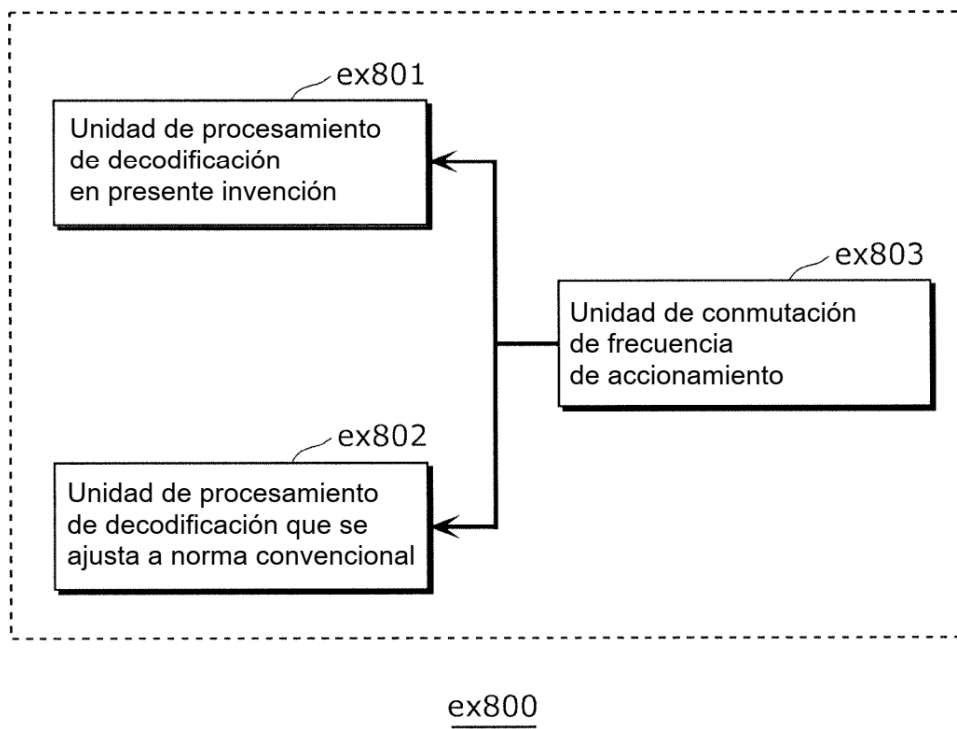 ex801
Unidad de procesamiento
de decodificación
en presente invención
ex803
Unidad de conmutación
de frecuencia
de accionamiento
ex802
Unidad de procesamiento
de decodificación que se
ajusta a norma convencional
ex800